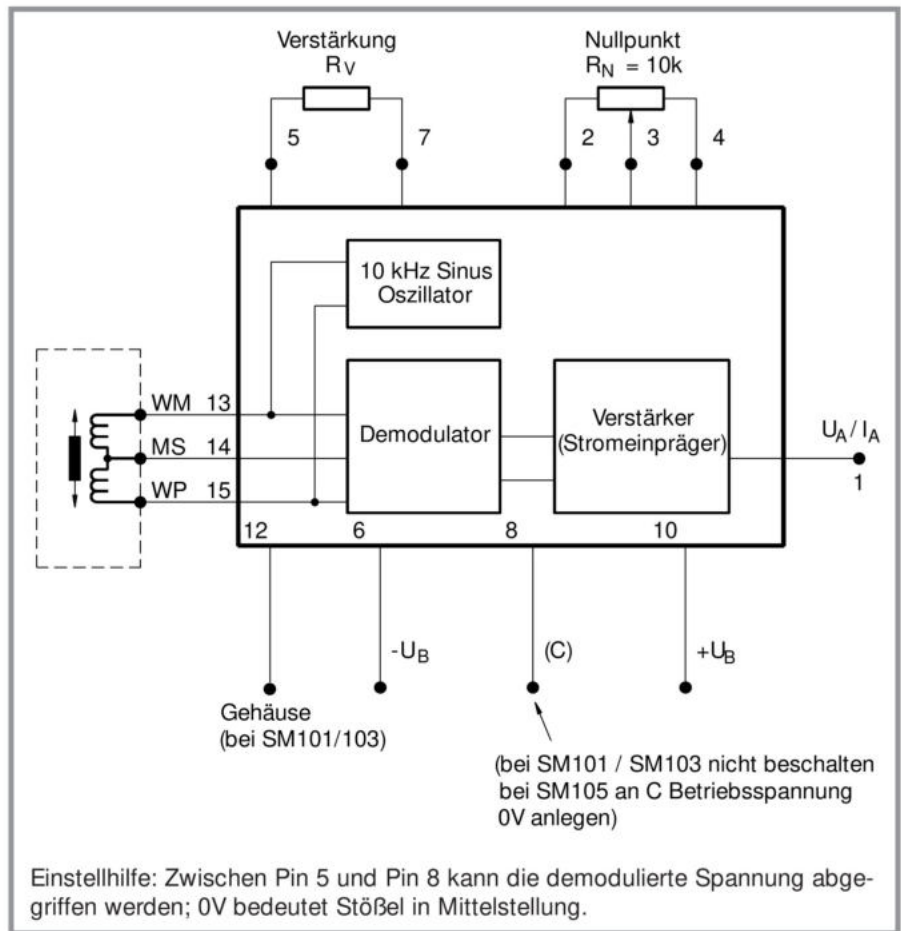 Verstärkung
RV
Nullpunkt
RN = 10k
5
7
2
3
4
10 kHz Sinus
Oszillator
WM 13
MS 14
WP 15
Demodulator
Verstärker
(Stromeinpräger)
UA / IA
1
12
6
8
10
-UB
(C)
+UB
Gehäuse
(bei SM101/103)
(bei SM101 / SM103 nicht beschalten
bei SM105 an C Betriebsspannung
0V anlegen)
Einstellhilfe: Zwischen Pin 5 und Pin 8 kann die demodulierte Spannung abge-
griffen werden; 0V bedeutet Stößel in Mittelstellung.